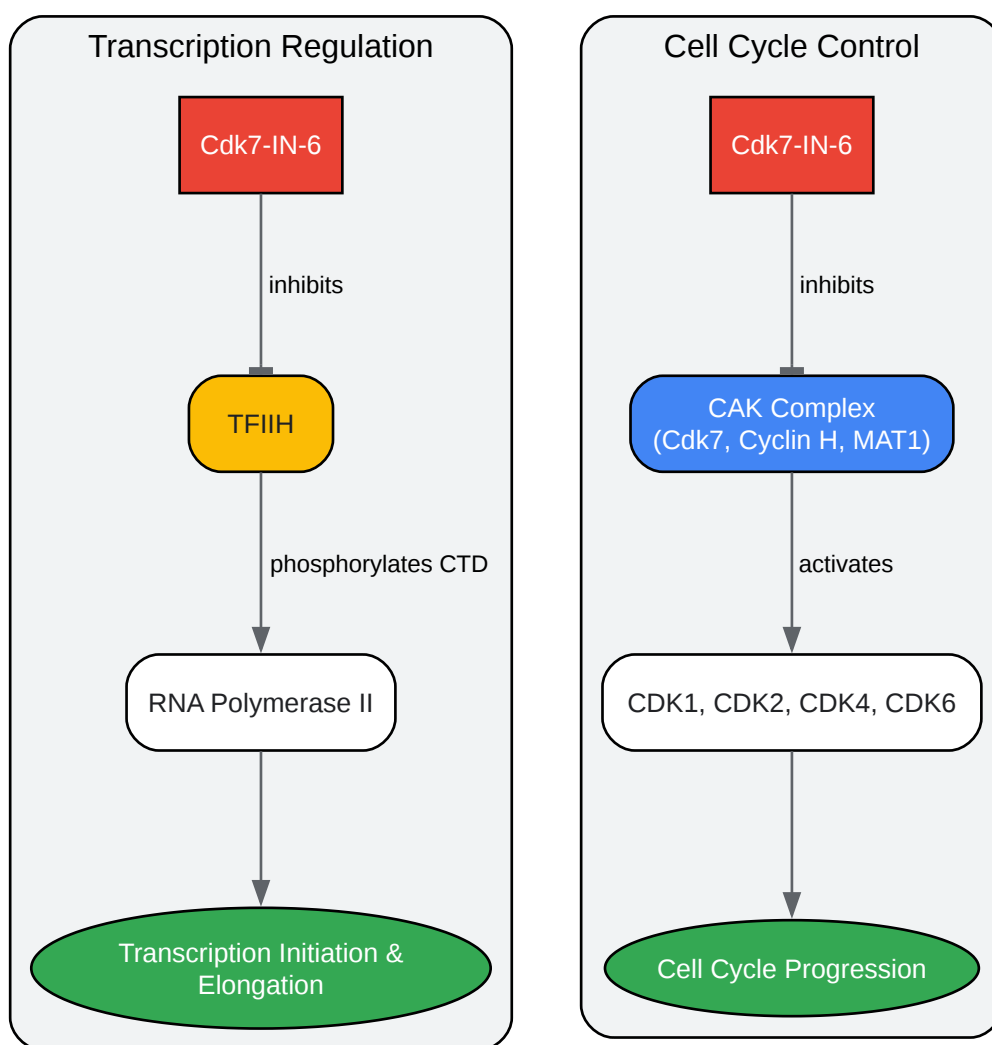 Transcription Regulation
Cdk7-IN-6
inhibits
TFIIH
phosphorylates CTD
RNA Polymerase II
Transcription Initiation &
Elongation
Cell Cycle Control
Cdk7-IN-6
inhibits
CAK Complex
(Cdk7, Cyclin H, MAT1)
activates
CDK1, CDK2, CDK4, CDK6
Cell Cycle Progression